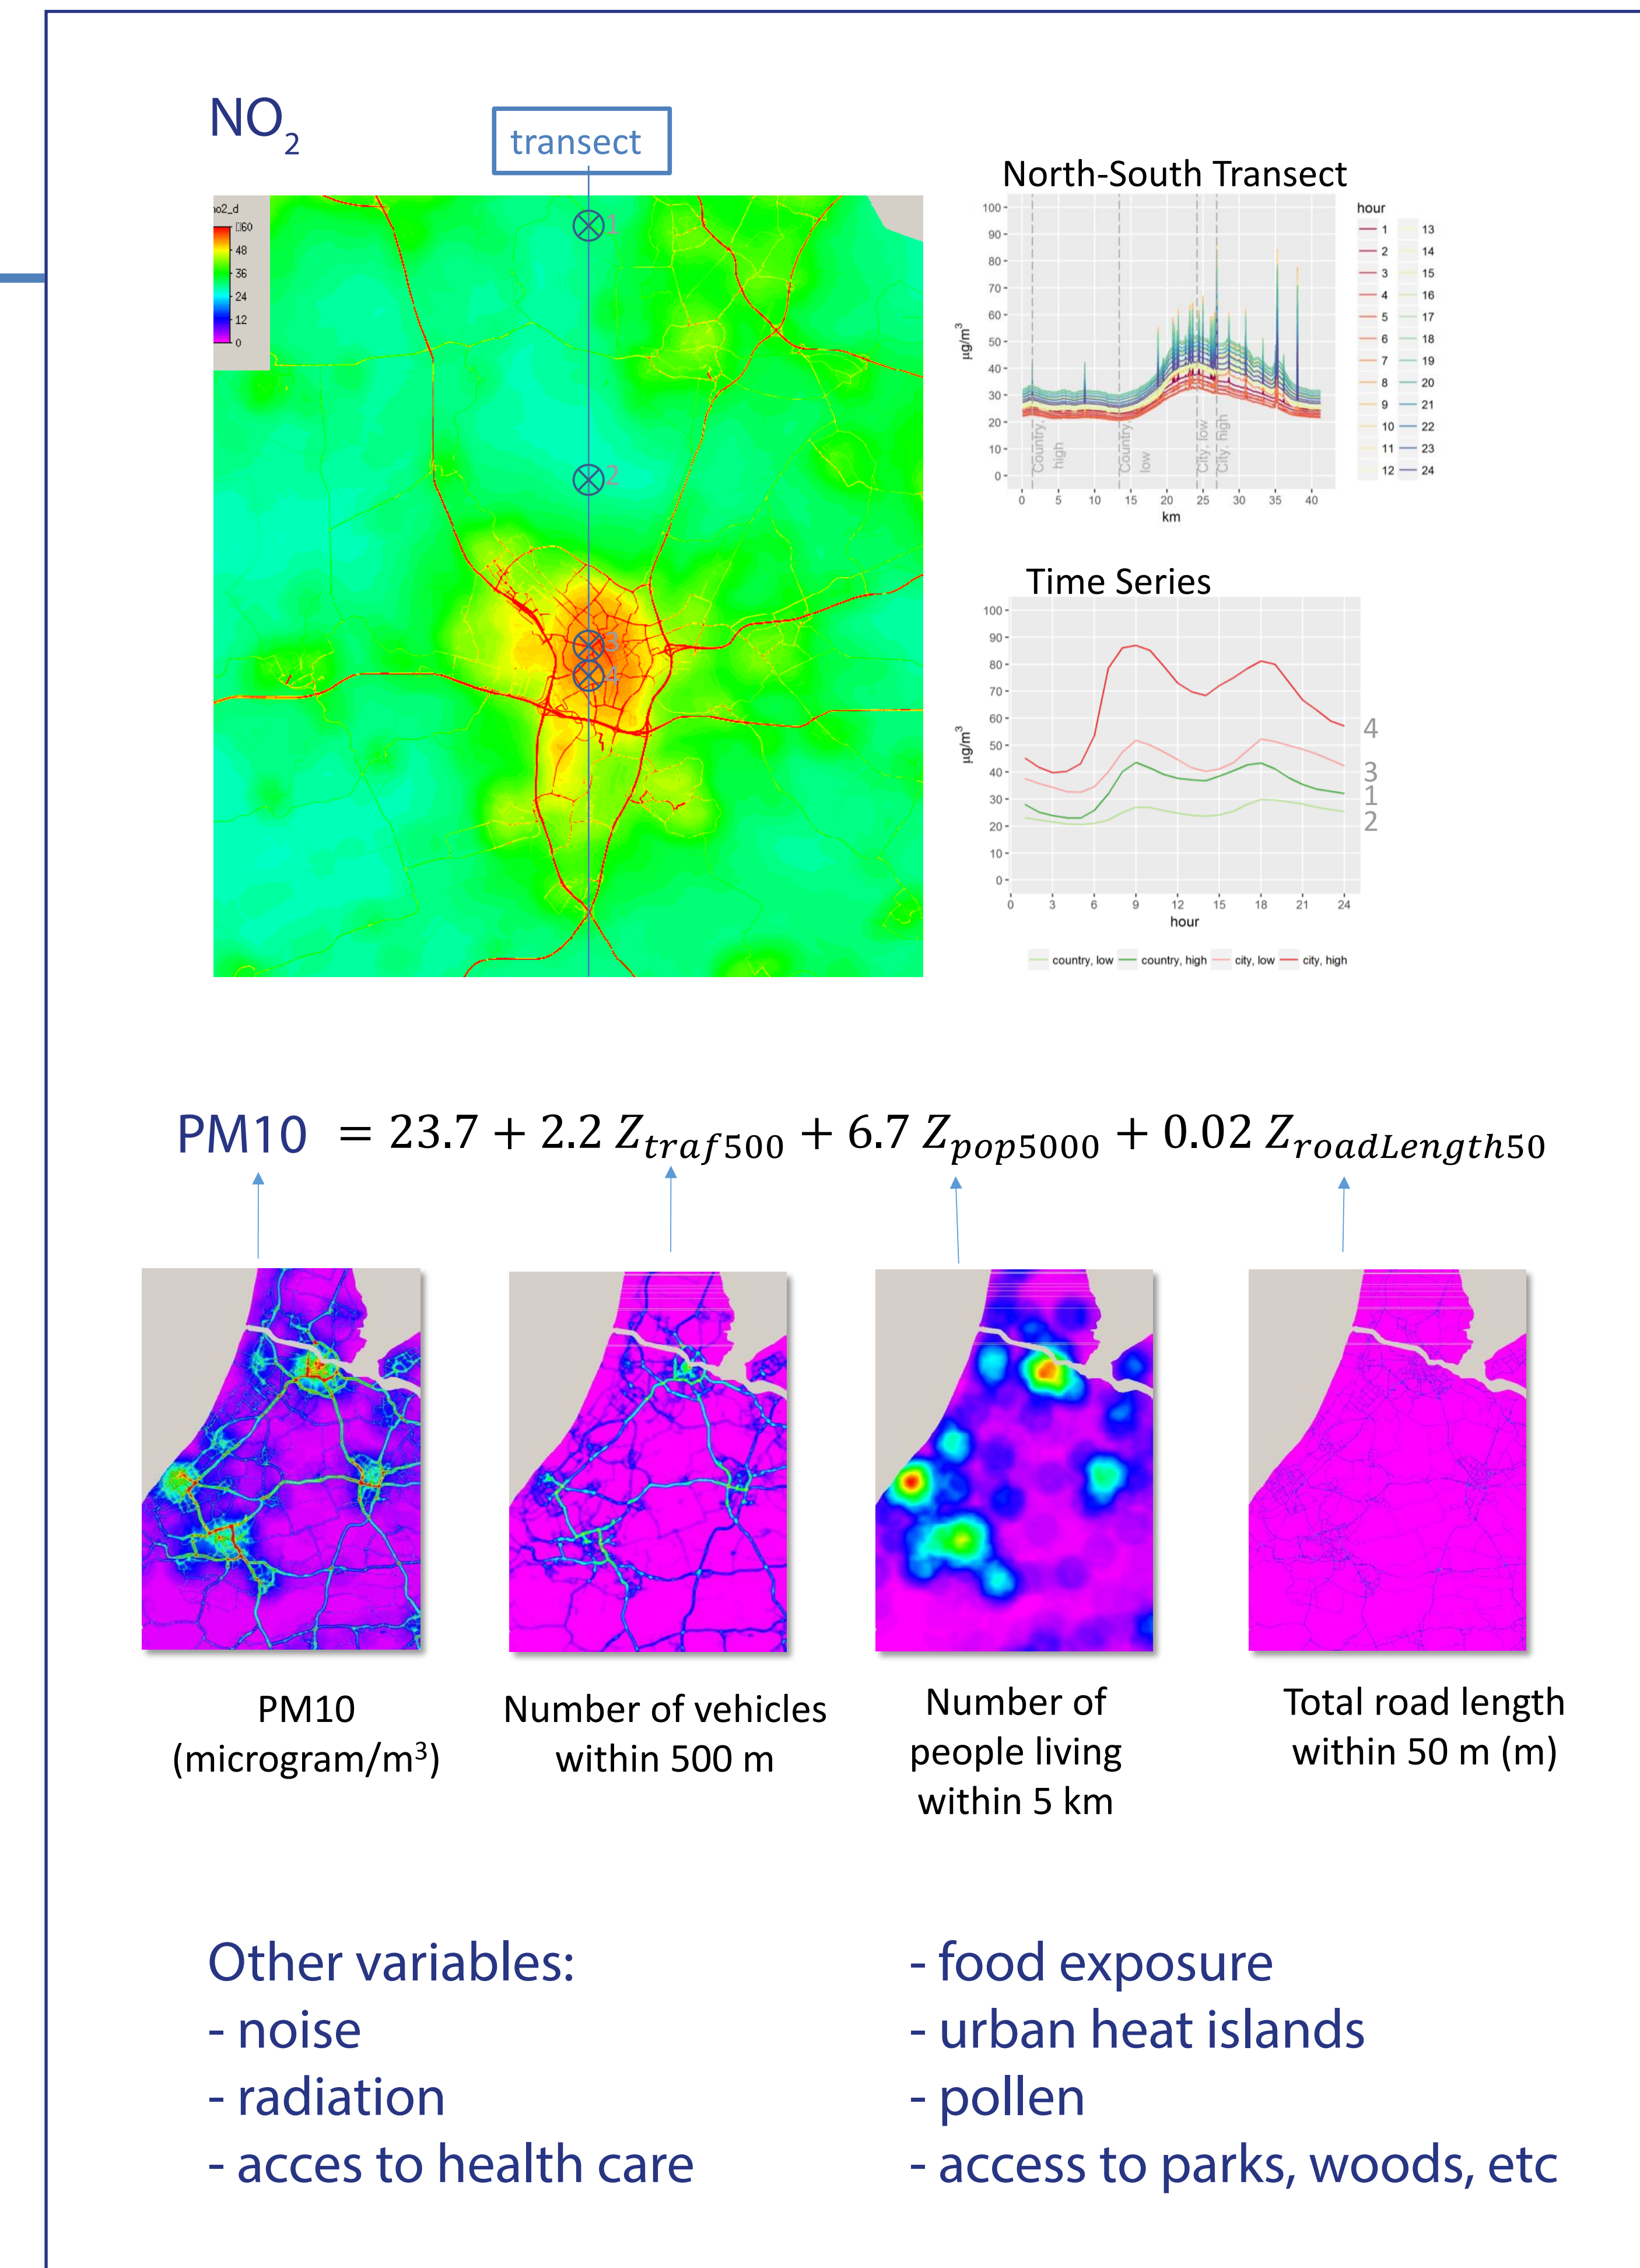 NO2
transect
no2_d
60
48
36
24
12
0
1
2
3
4
North-South Transect
100
90
80
70
60
50
40
30
20
10
0
µg/m³
Country, high
Country, low
City, low
City, high
0 5 10 15 20 25 30 35 40
km
hour
1 13
2 14
3 15
4 16
5 17
6 18
7 19
8 20
9 21
10 22
11 23
12 24
Time Series
100
90
80
70
60
50
40
30
20
10
0
µg/m³
4
3
1
2
0 3 6 9 12 15 18 21 24
hour
country, low country, high city, low city, high
PM10 = 23.7 + 2.2 Ztraf500 + 6.7 Zpop5000 + 0.02 ZroadLength50
PM10
(microgram/m³)
Number of vehicles
within 500 m
Number of
people living
within 5 km
Total road length
within 50 m (m)
Other variables:
- noise
- radiation
- acces to health care
- food exposure
- urban heat islands
- pollen
- access to parks, woods, etc